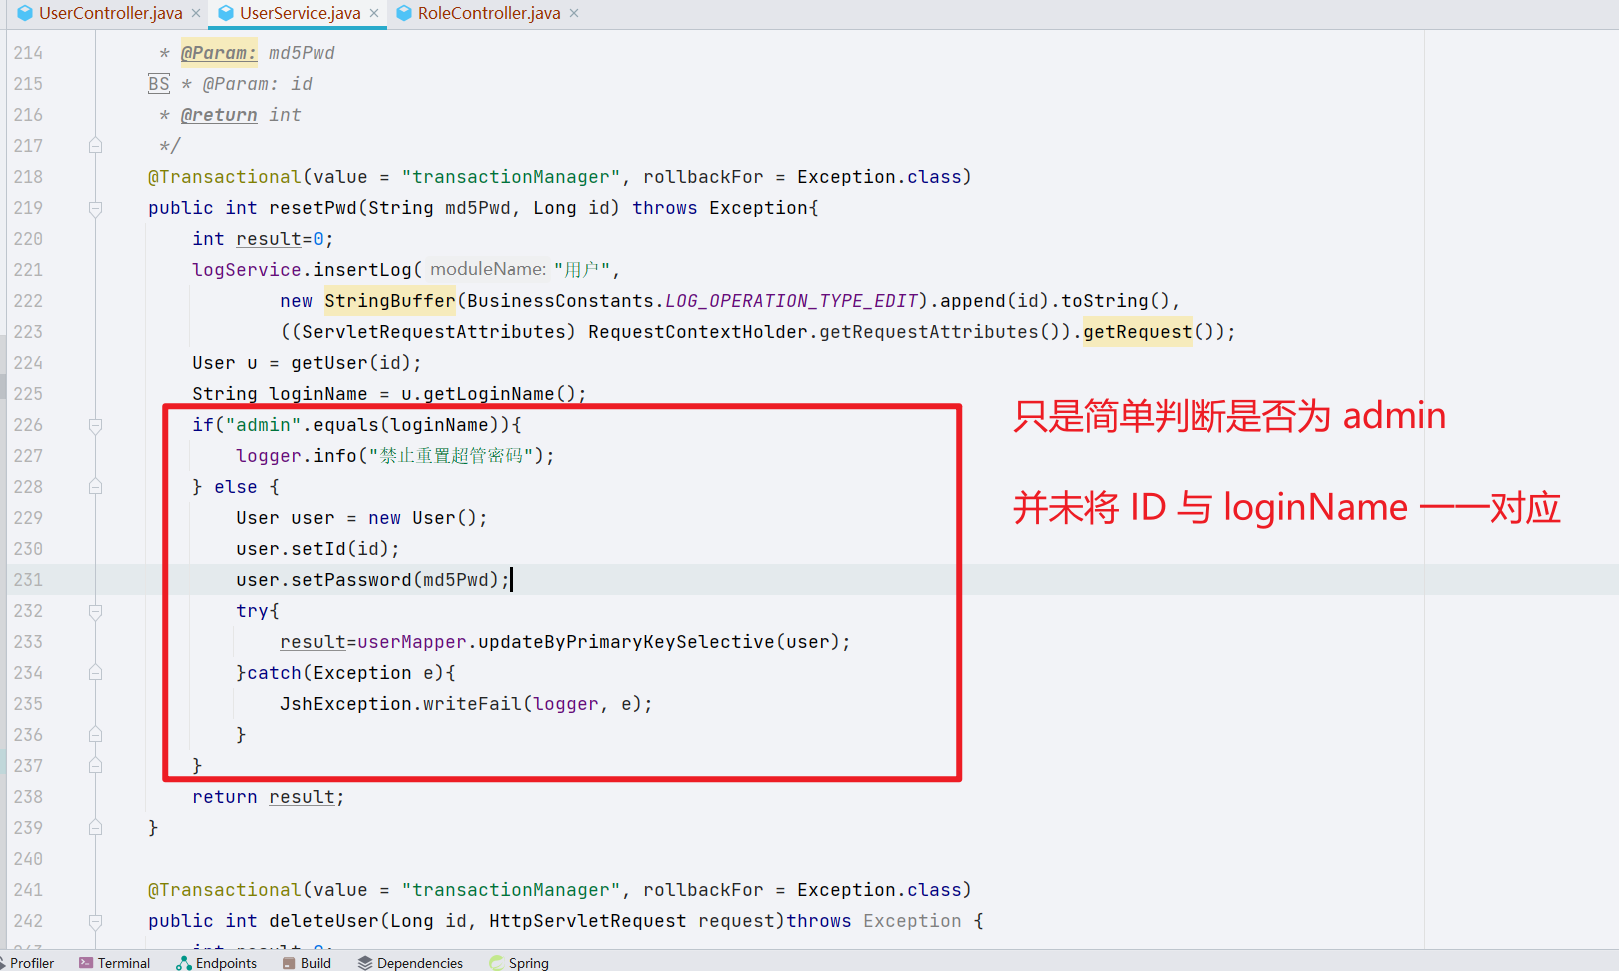 UserController.java × UserService.java × RoleController.java ×
214 * @Param: md5Pwd
215 BS * @Param: id
216 * @return int
217 */
218 @Transactional(value = "transactionManager", rollbackFor = Exception.class)
219 public int resetPwd(String md5Pwd, Long id) throws Exception{
220 int result=0;
221 logService.insertLog( moduleName: "用户",
222 new StringBuffer(BusinessConstants.LOG_OPERATION_TYPE_EDIT).append(id).toString(),
223 ((ServletRequestAttributes) RequestContextHolder.getRequestAttributes()).getRequest());
224 User u = getUser(id);
225 String loginName = u.getLoginName();
226 if("admin".equals(loginName)){
227 logger.info("禁止重置超管密码");
228 } else {
229 User user = new User();
230 user.setId(id);
231 user.setPassword(md5Pwd);
232 try{
233 result=userMapper.updateByPrimaryKeySelective(user);
234 }catch(Exception e){
235 JshException.writeFail(logger, e);
236 }
237 }
238 return result;
239 }
240
241 @Transactional(value = "transactionManager", rollbackFor = Exception.class)
242 public int deleteUser(Long id, HttpServletRequest request)throws Exception {
243 int result=0;
只是简单判断是否为 admin
并未将 ID 与 loginName 一一对应
Profiler Terminal Endpoints Build Dependencies Spring